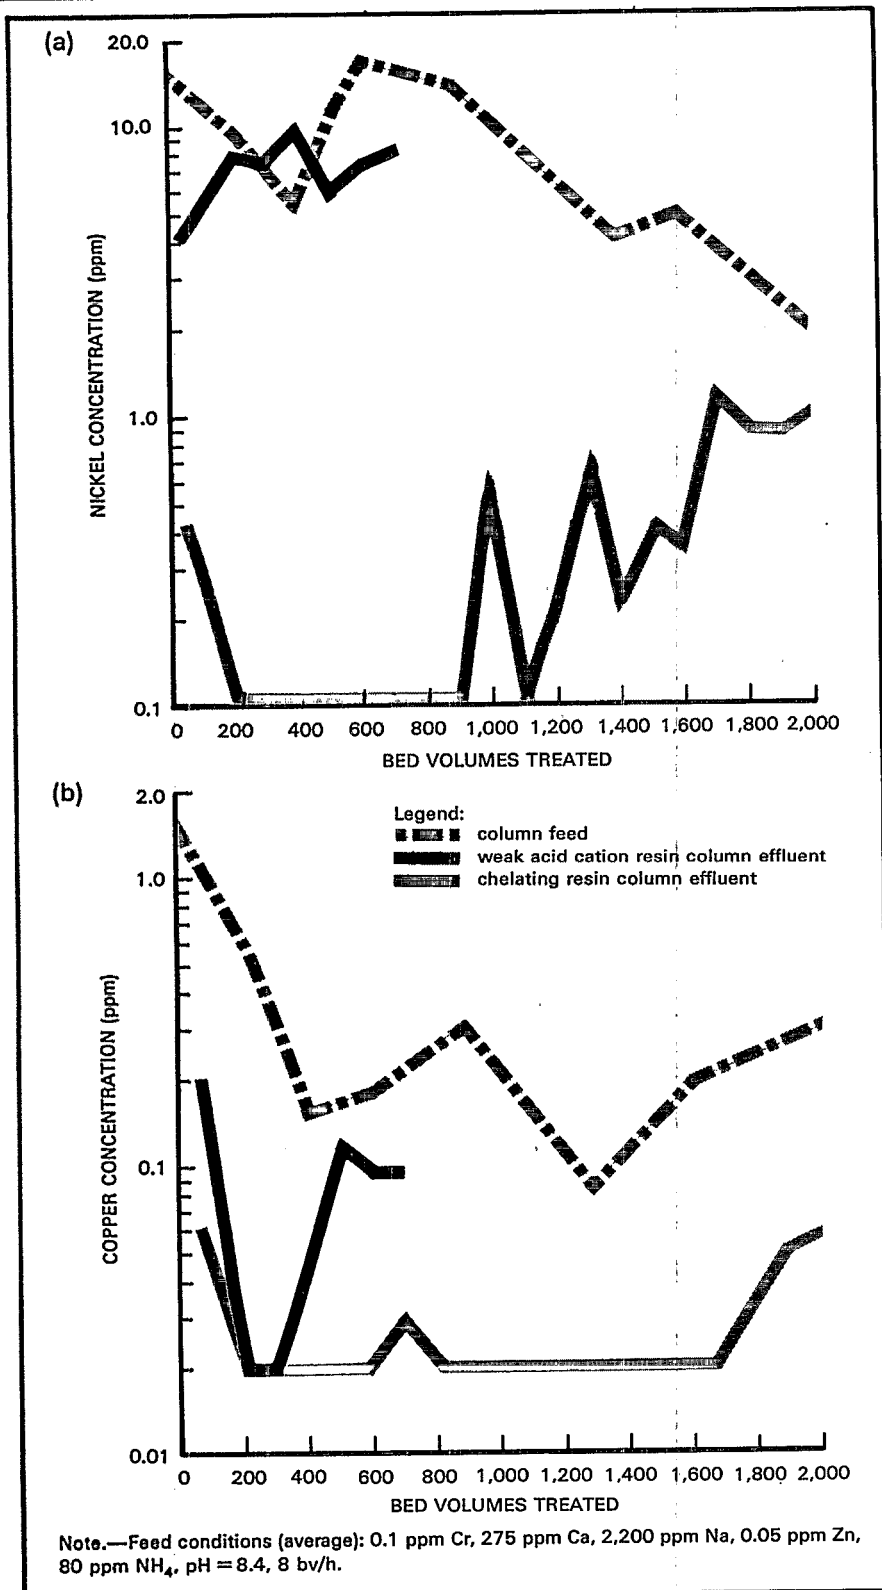 (a)
20.0
10.0
1.0
0.1
NICKEL CONCENTRATION (ppm)
0 200 400 600 800 1,000 1,200 1,400 1,600 1,800 2,000
BED VOLUMES TREATED
(b)
2.0
1.0
0.1
0.01
COPPER CONCENTRATION (ppm)
Legend:
column feed
weak acid cation resin column effluent
chelating resin column effluent
0 200 400 600 800 1,000 1,200 1,400 1,600 1,800 2,000
BED VOLUMES TREATED
Note.—Feed conditions (average): 0.1 ppm Cr, 275 ppm Ca, 2,200 ppm Na, 0.05 ppm Zn,
80 ppm NH₄, pH = 8.4, 8 bv/h.